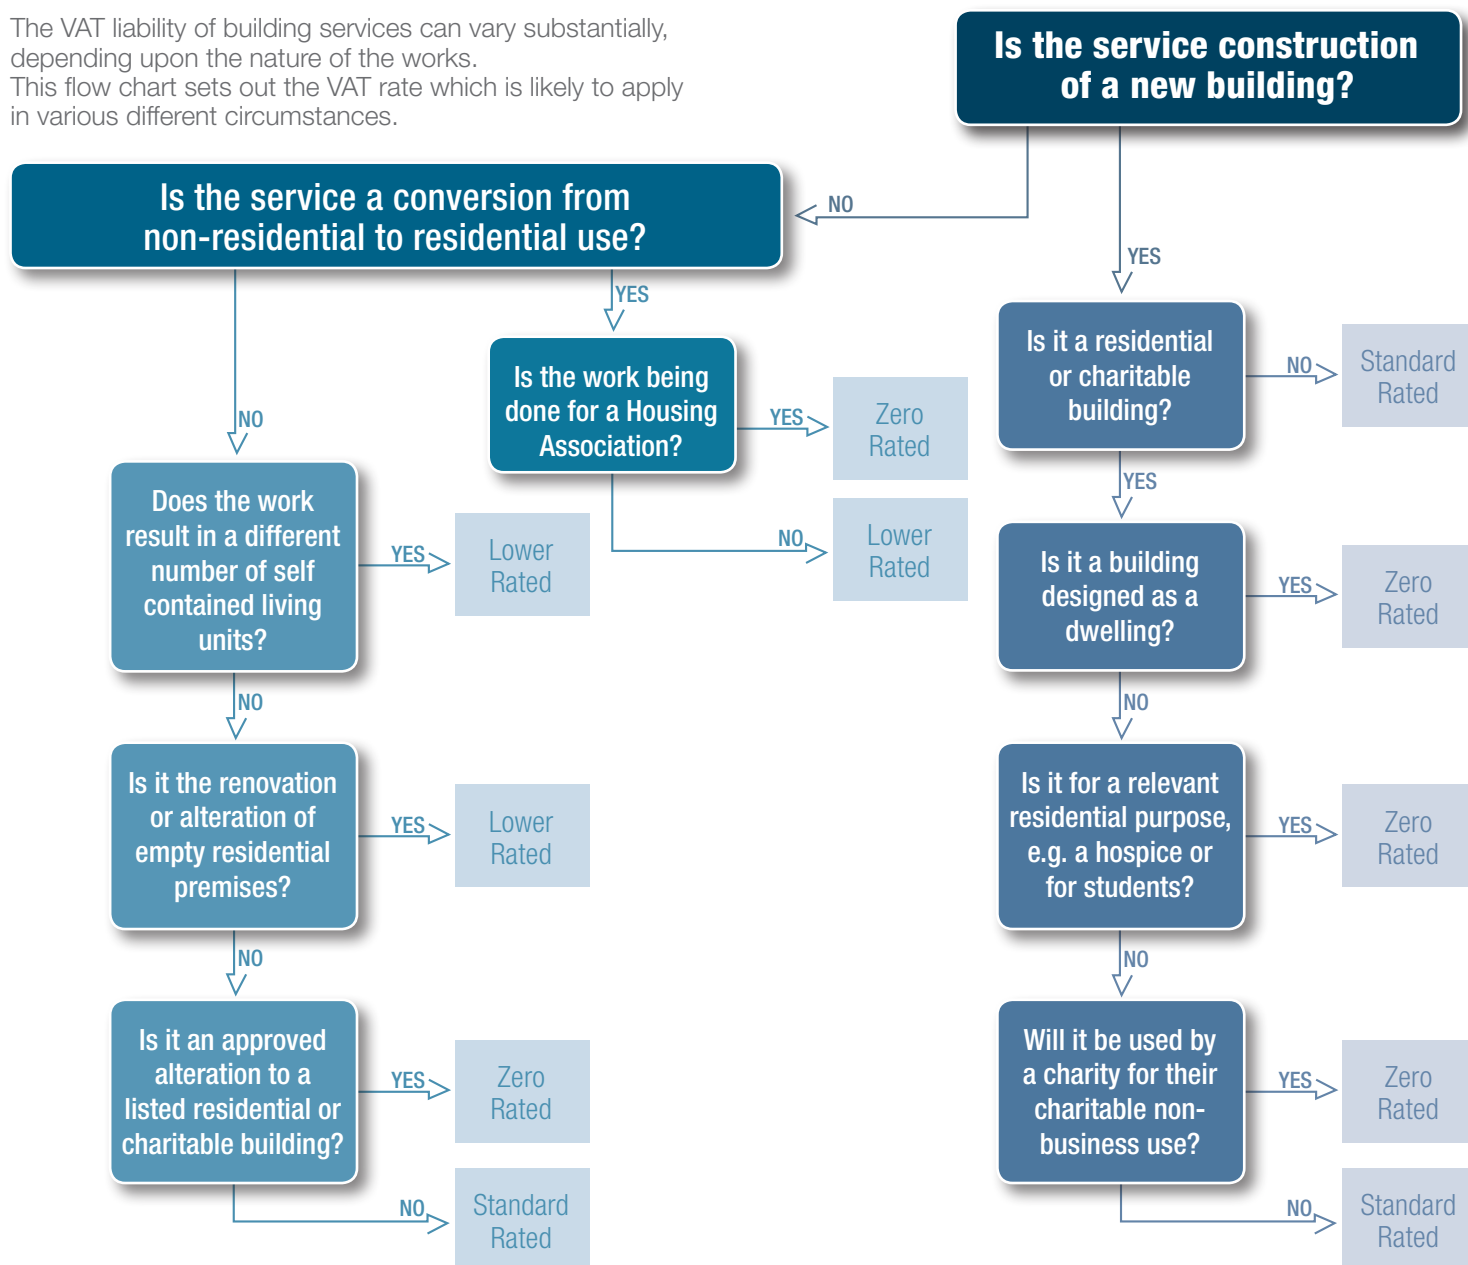 The VAT liability of building services can vary substantially,
depending upon the nature of the works.
This flow chart sets out the VAT rate which is likely to apply
in various different circumstances.
Is the service construction
of a new building?
NO
YES
Is the service a conversion from
non-residential to residential use?
NO
YES
Is the work being
done for a Housing
Association?
YES
Zero
Rated
NO
Lower
Rated
Does the work
result in a different
number of self
contained living
units?
YES
Lower
Rated
NO
Is it the renovation
or alteration of
empty residential
premises?
YES
Lower
Rated
NO
Is it an approved
alteration to a
listed residential or
charitable building?
YES
Zero
Rated
NO
Standard
Rated
Is it a residential
or charitable
building?
NO
Standard
Rated
YES
Is it a building
designed as a
dwelling?
YES
Zero
Rated
NO
Is it for a relevant
residential purpose,
e.g. a hospice or
for students?
YES
Zero
Rated
NO
Will it be used by
a charity for their
charitable non-
business use?
YES
Zero
Rated
NO
Standard
Rated